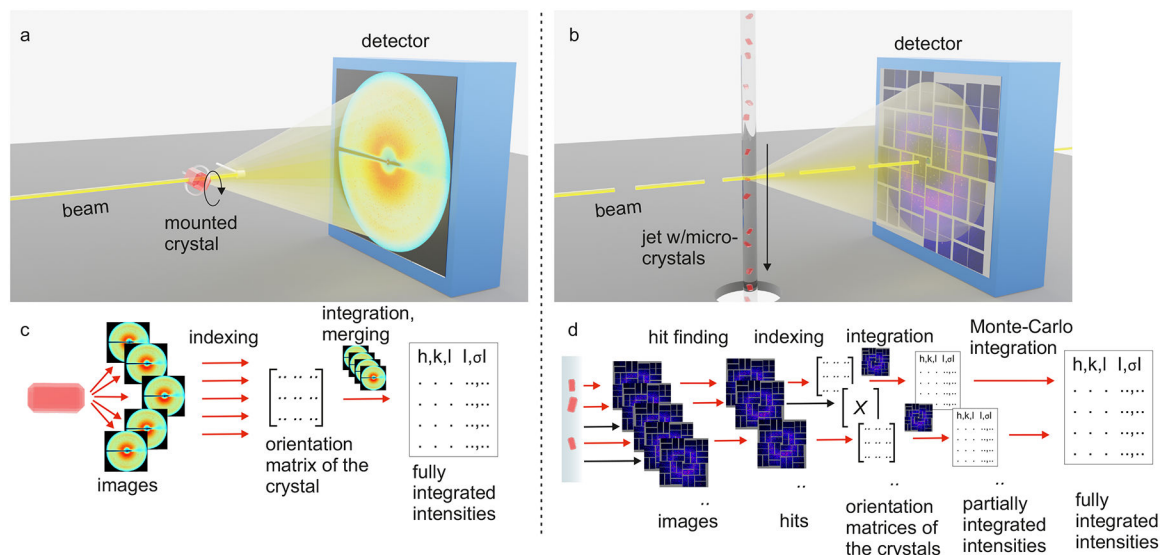 a
detector
beam
mounted
crystal
b
detector
beam
jet w/micro-
crystals
c
indexing
integration,
merging
h,k,l I,σI
images
orientation
matrix of the
crystal
fully
integrated
intensities
d
hit finding
indexing
integration
Monte-Carlo
integration
h,k,l I,σI
X
h,k,l I,σI
h,k,l I,σI
images
hits
orientation
matrices of
the crystals
partially
integrated
intensities
fully
integrated
intensities